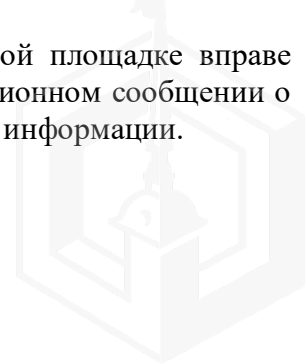 ой площадке вправе
ионном сообщении о
информации.